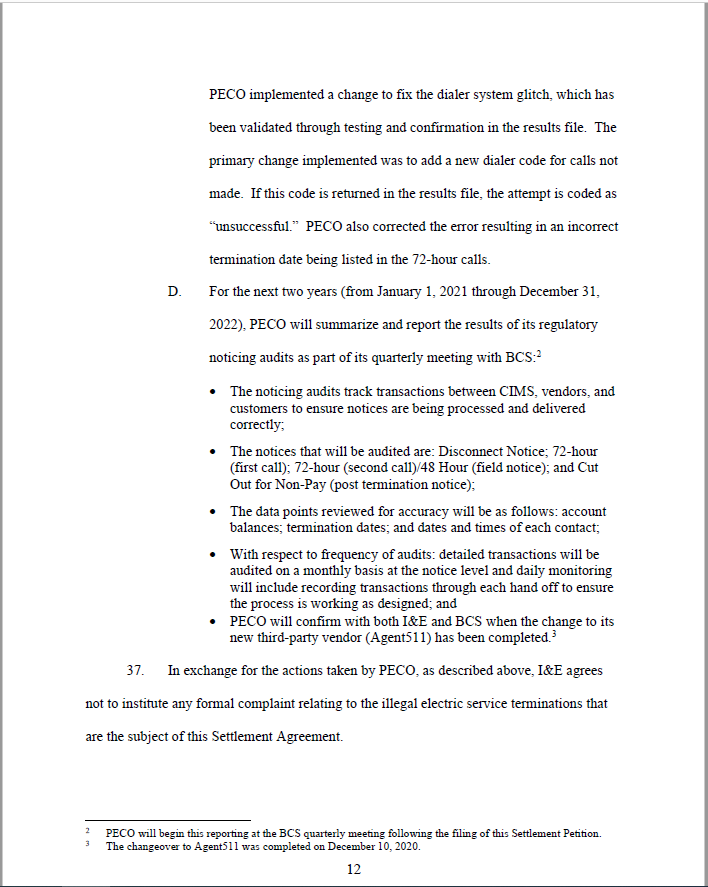 PECO implemented a change to fix the dialer system glitch, which has
been validated through testing and confirmation in the results file.  The
primary change implemented was to add a new dialer code for calls not
made.  If this code is returned in the results file, the attempt is coded as
“unsuccessful.”  PECO also corrected the error resulting in an incorrect
termination date being listed in the 72-hour calls.
D. For the next two years (from January 1, 2021 through December 31,
2022), PECO will summarize and report the results of its regulatory
noticing audits as part of its quarterly meeting with BCS:2
• The noticing audits track transactions between CIMS, vendors, and
customers to ensure notices are being processed and delivered
correctly;
• The notices that will be audited are: Disconnect Notice; 72-hour
(first call); 72-hour (second call)/48 Hour (field notice); and Cut
Out for Non-Pay (post termination notice);
• The data points reviewed for accuracy will be as follows: account
balances; termination dates; and dates and times of each contact;
• With respect to frequency of audits: detailed transactions will be
audited on a monthly basis at the notice level and daily monitoring
will include recording transactions through each hand off to ensure
the process is working as designed; and
• PECO will confirm with both I&E and BCS when the change to its
new third-party vendor (Agent511) has been completed.3
37. In exchange for the actions taken by PECO, as described above, I&E agrees
not to institute any formal complaint relating to the illegal electric service terminations that
are the subject of this Settlement Agreement.
2 PECO will begin this reporting at the BCS quarterly meeting following the filing of this Settlement Petition.
3 The changeover to Agent511 was completed on December 10, 2020.
12